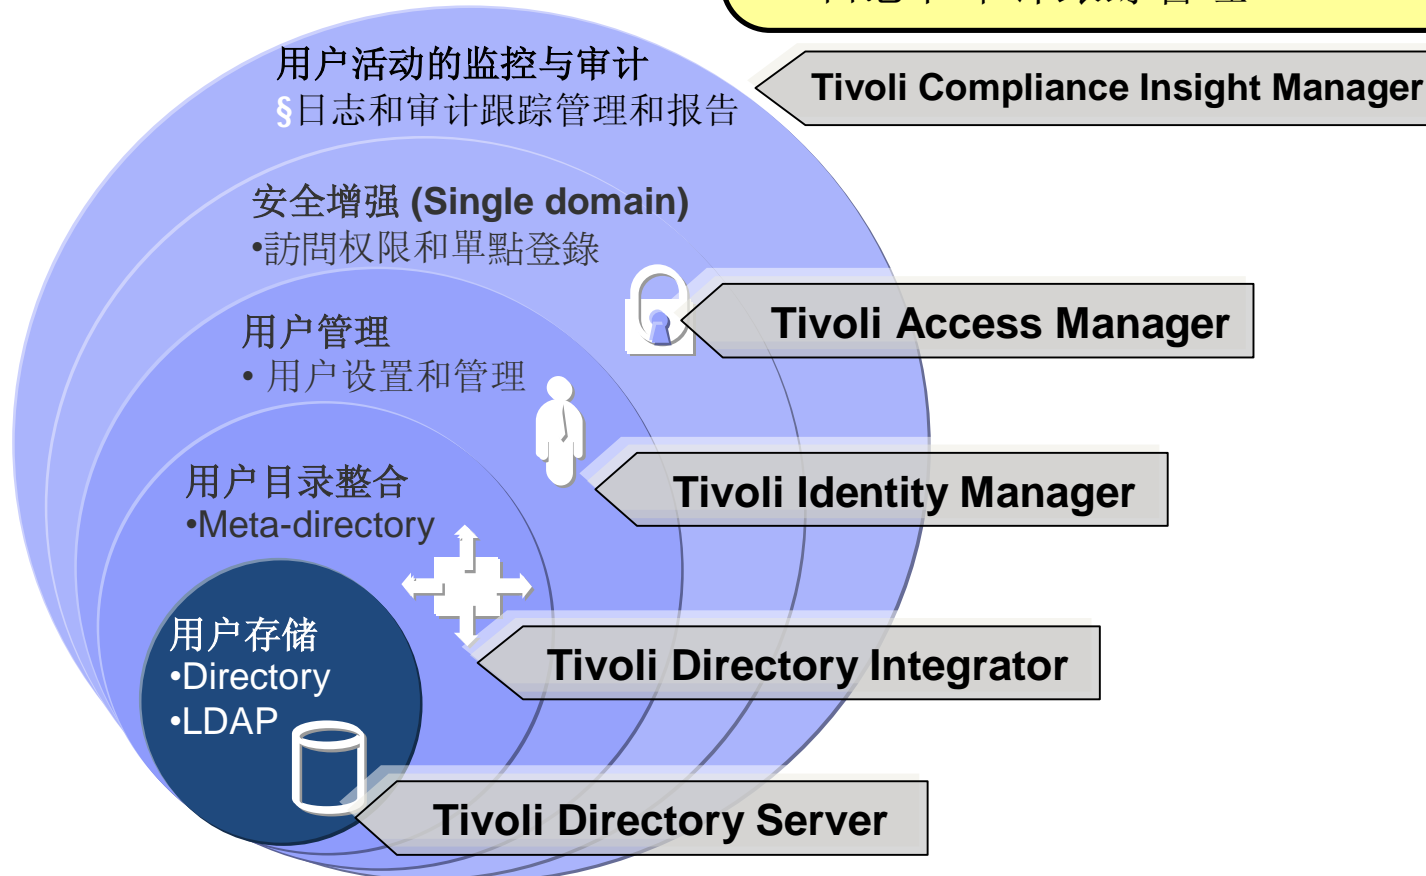 用户活动的监控与审计
§日志和审计跟踪管理和报告
Tivoli Compliance Insight Manager
安全增强 (Single domain)
•訪問权限和單點登錄
Tivoli Access Manager
用户管理
• 用户设置和管理
Tivoli Identity Manager
用户目录整合
•Meta-directory
Tivoli Directory Integrator
用户存储
•Directory
•LDAP
Tivoli Directory Server